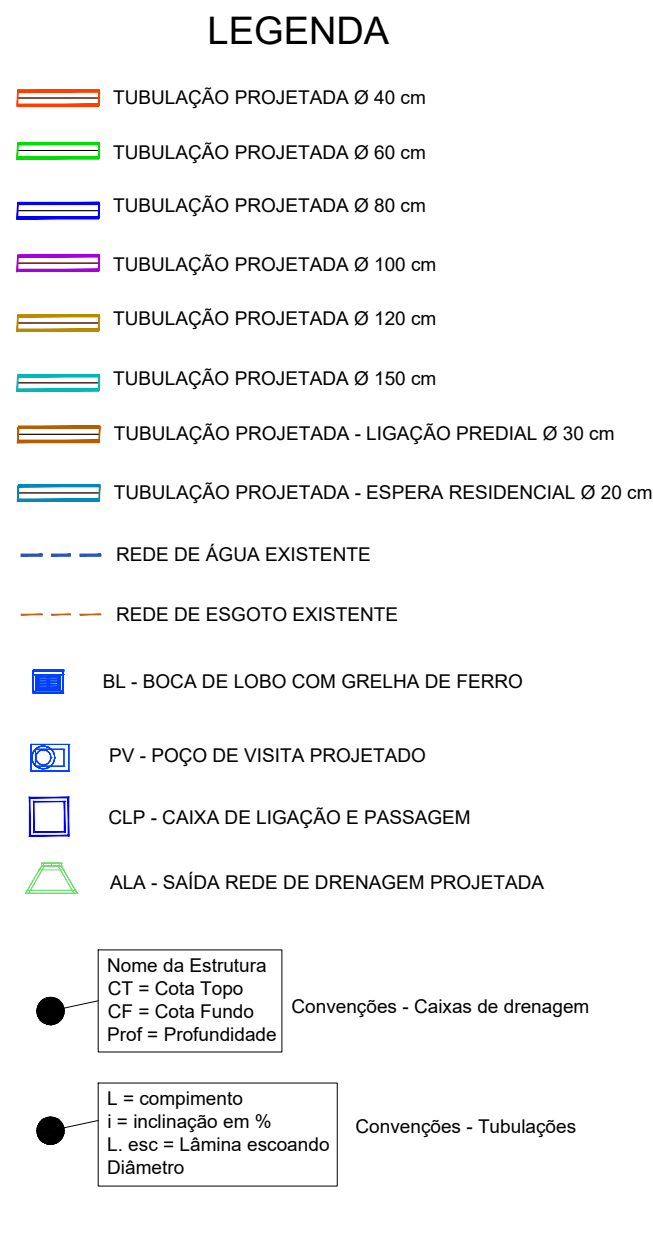 LEGENDA
TUBULAÇÃO PROJETADA Ø 40 cm
TUBULAÇÃO PROJETADA Ø 60 cm
TUBULAÇÃO PROJETADA Ø 80 cm
TUBULAÇÃO PROJETADA Ø 100 cm
TUBULAÇÃO PROJETADA Ø 120 cm
TUBULAÇÃO PROJETADA Ø 150 cm
TUBULAÇÃO PROJETADA - LIGAÇÃO PREDIAL Ø 30 cm
TUBULAÇÃO PROJETADA - ESPERA RESIDENCIAL Ø 20 cm
REDE DE ÁGUA EXISTENTE
REDE DE ESGOTO EXISTENTE
BL - BOCA DE LOBO COM GRELHA DE FERRO
PV - POÇO DE VISITA PROJETADO
CLP - CAIXA DE LIGAÇÃO E PASSAGEM
ALA - SAÍDA REDE DE DRENAGEM PROJETADA
Nome da Estrutura
CT = Cota Topo
CF = Cota Fundo
Prof = Profundidade
Convenções - Caixas de drenagem
L = compimento
i = inclinação em %
L. esc = Lâmina escoando
Diâmetro
Convenções - Tubulações